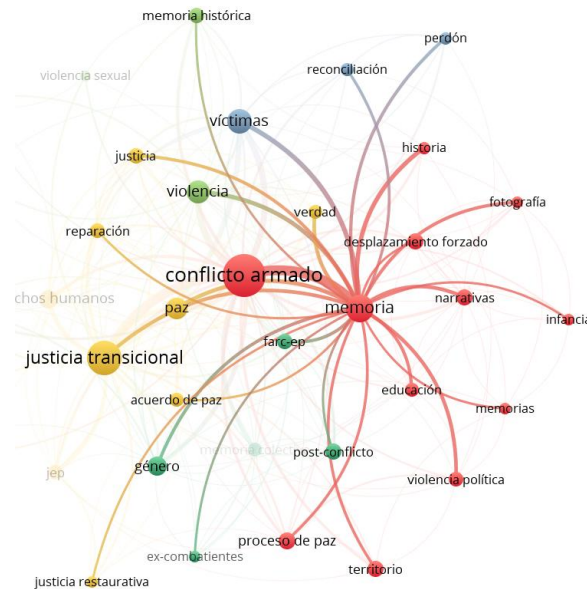 memoria histórica
perdón
reconciliación
violencia sexual
víctimas
historia
justicia
violencia
fotografía
verdad
reparación
desplazamiento forzado
conflicto armado
chos humanos
paz
memoria
narrativas
infancia
farc-ep
justicia transicional
educación
acuerdo de paz
memorias
memoria colecti
post-conflicto
género
jep
violencia política
proceso de paz
ex-combatientes
territorio
justicia restaurativa